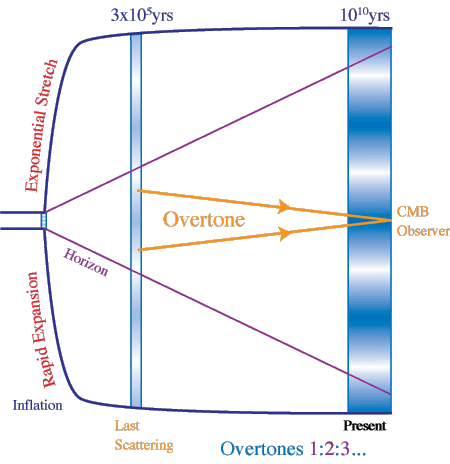 3x10⁵yrs
10¹⁰yrs
Exponential Stretch
Overtone
CMB
Observer
Horizon
Rapid Expansion
Inflation
Last
Scattering
Present
Overtones 1:2:3...